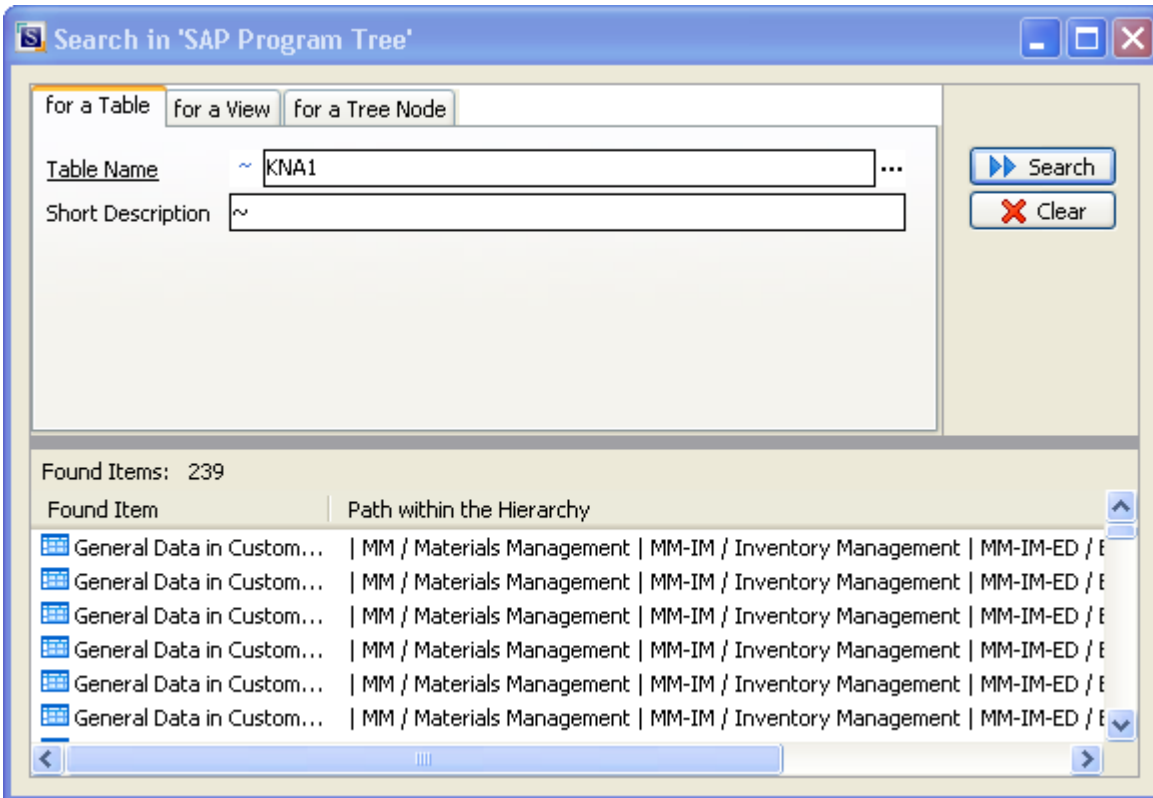 Search in 'SAP Program Tree'
for a Table for a View for a Tree Node
Table Name ~ KNA1 ...
Search
Short Description ~
Clear
Found Items: 239
Found Item Path within the Hierarchy
General Data in Custom... | MM / Materials Management | MM-IM / Inventory Management | MM-IM-ED /
General Data in Custom... | MM / Materials Management | MM-IM / Inventory Management | MM-IM-ED /
General Data in Custom... | MM / Materials Management | MM-IM / Inventory Management | MM-IM-ED /
General Data in Custom... | MM / Materials Management | MM-IM / Inventory Management | MM-IM-ED /
General Data in Custom... | MM / Materials Management | MM-IM / Inventory Management | MM-IM-ED /
General Data in Custom... | MM / Materials Management | MM-IM / Inventory Management | MM-IM-ED /